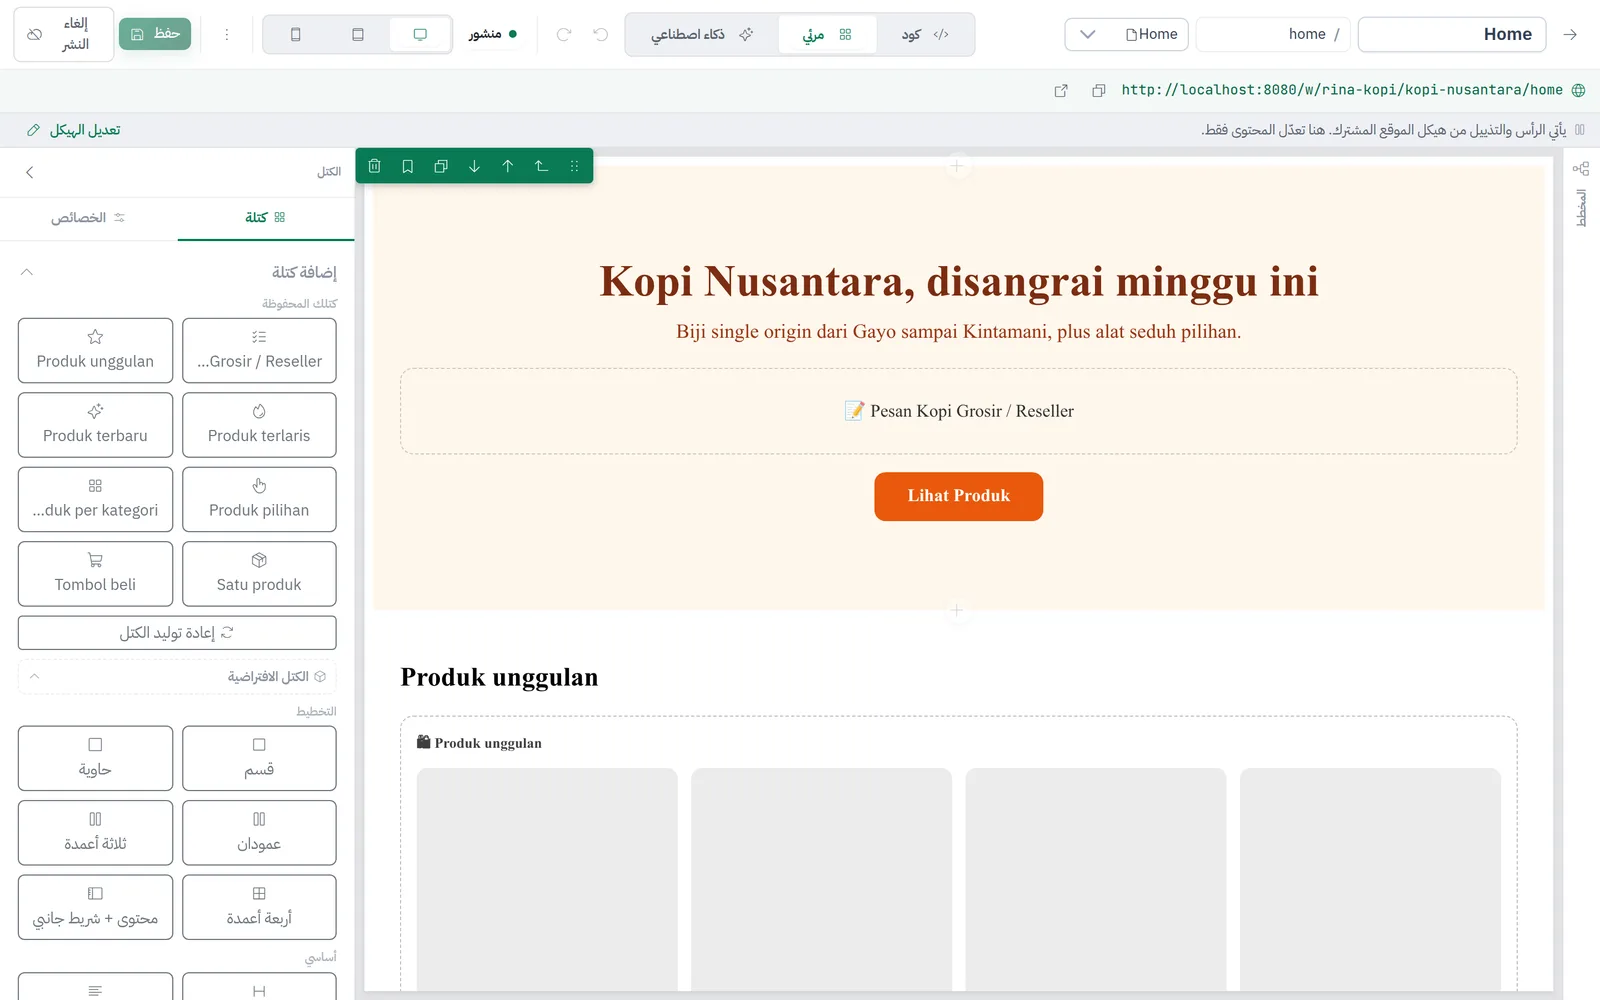 Home
/ home
Home
كود
مرئي
ذكاء اصطناعي
منشور
حفظ
إلغاء النشر
http://localhost:8080/w/rina-kopi/kopi-nusantara/home
يأتي الرأس والتذييل من هيكل الموقع المشترك. هنا تعدّل المحتوى فقط.
تعديل الهيكل
المخطط
الكتل
كتلة
الخصائص
إضافة كتلة
كتلك المحفوظة
Grosir / Reseller...
Produk unggulan
Produk terlaris
Produk terbaru
Produk pilihan
...duk per kategori
Satu produk
Tombol beli
إعادة توليد الكتل
الكتل الافتراضية
التخطيط
قسم
حاوية
عمودان
ثلاثة أعمدة
أربعة أعمدة
محتوى + شريط جانبي
أساسي
Kopi Nusantara, disangrai minggu ini
Biji single origin dari Gayo sampai Kintamani, plus alat seduh pilihan.
📝 Pesan Kopi Grosir / Reseller
Lihat Produk
Produk unggulan
🛍 Produk unggulan